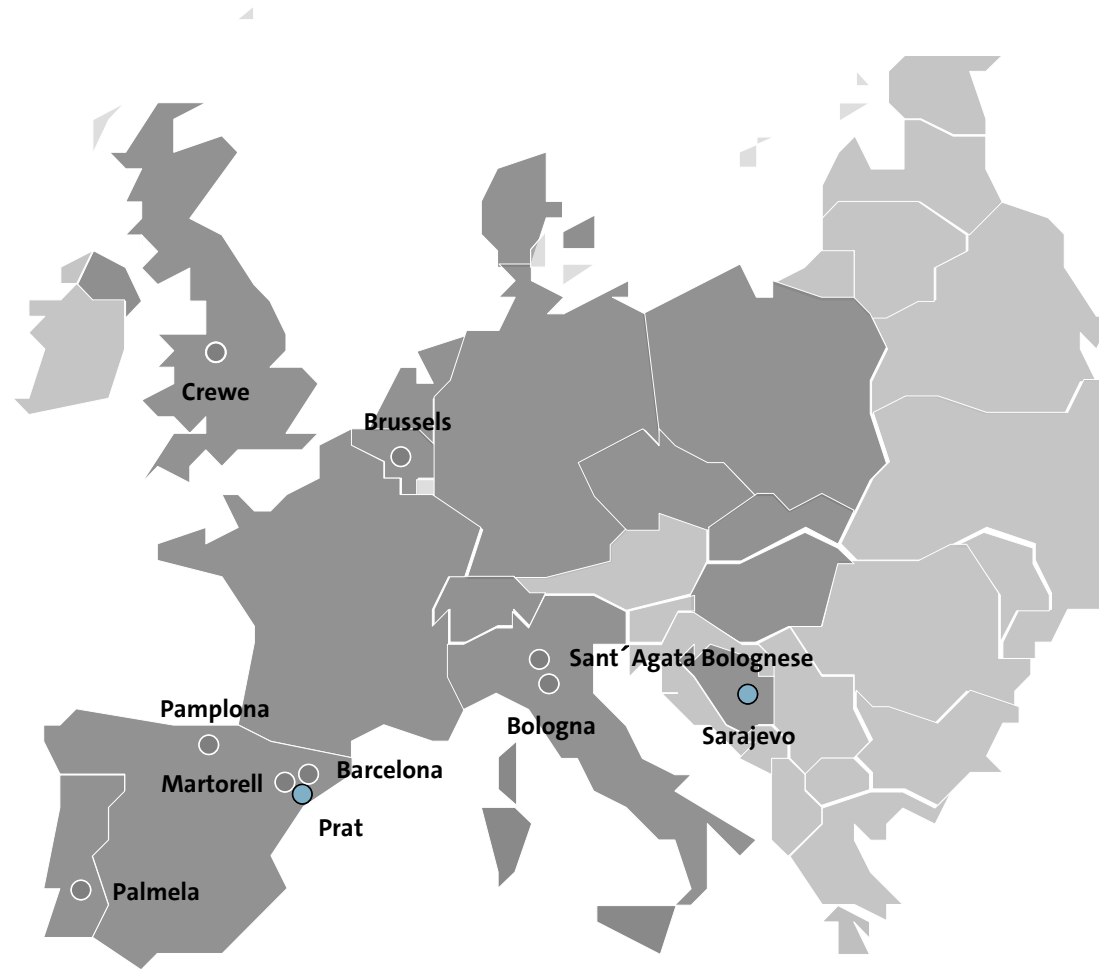 Crewe
Brussels
Sant´Agata Bolognese
Pamplona
Bologna
Sarajevo
Martorell
Barcelona
Prat
Palmela